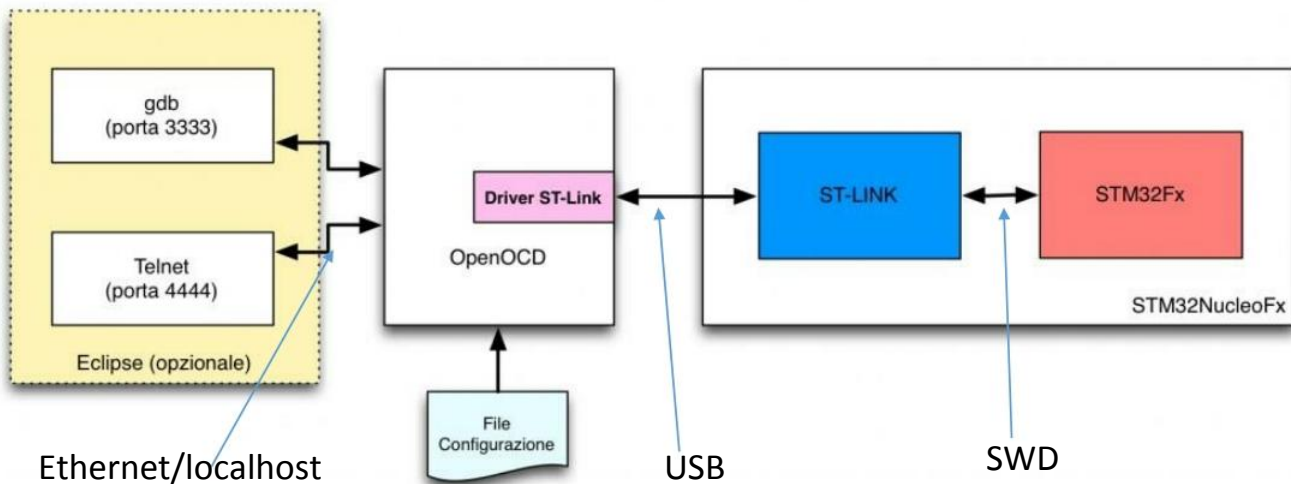 gdb
(porta 3333)
Telnet
(porta 4444)
Eclipse (opzionale)
Driver ST-Link
OpenOCD
File
Configurazione
ST-LINK
STM32Fx
STM32NucleoFx
Ethernet/localhost
USB
SWD